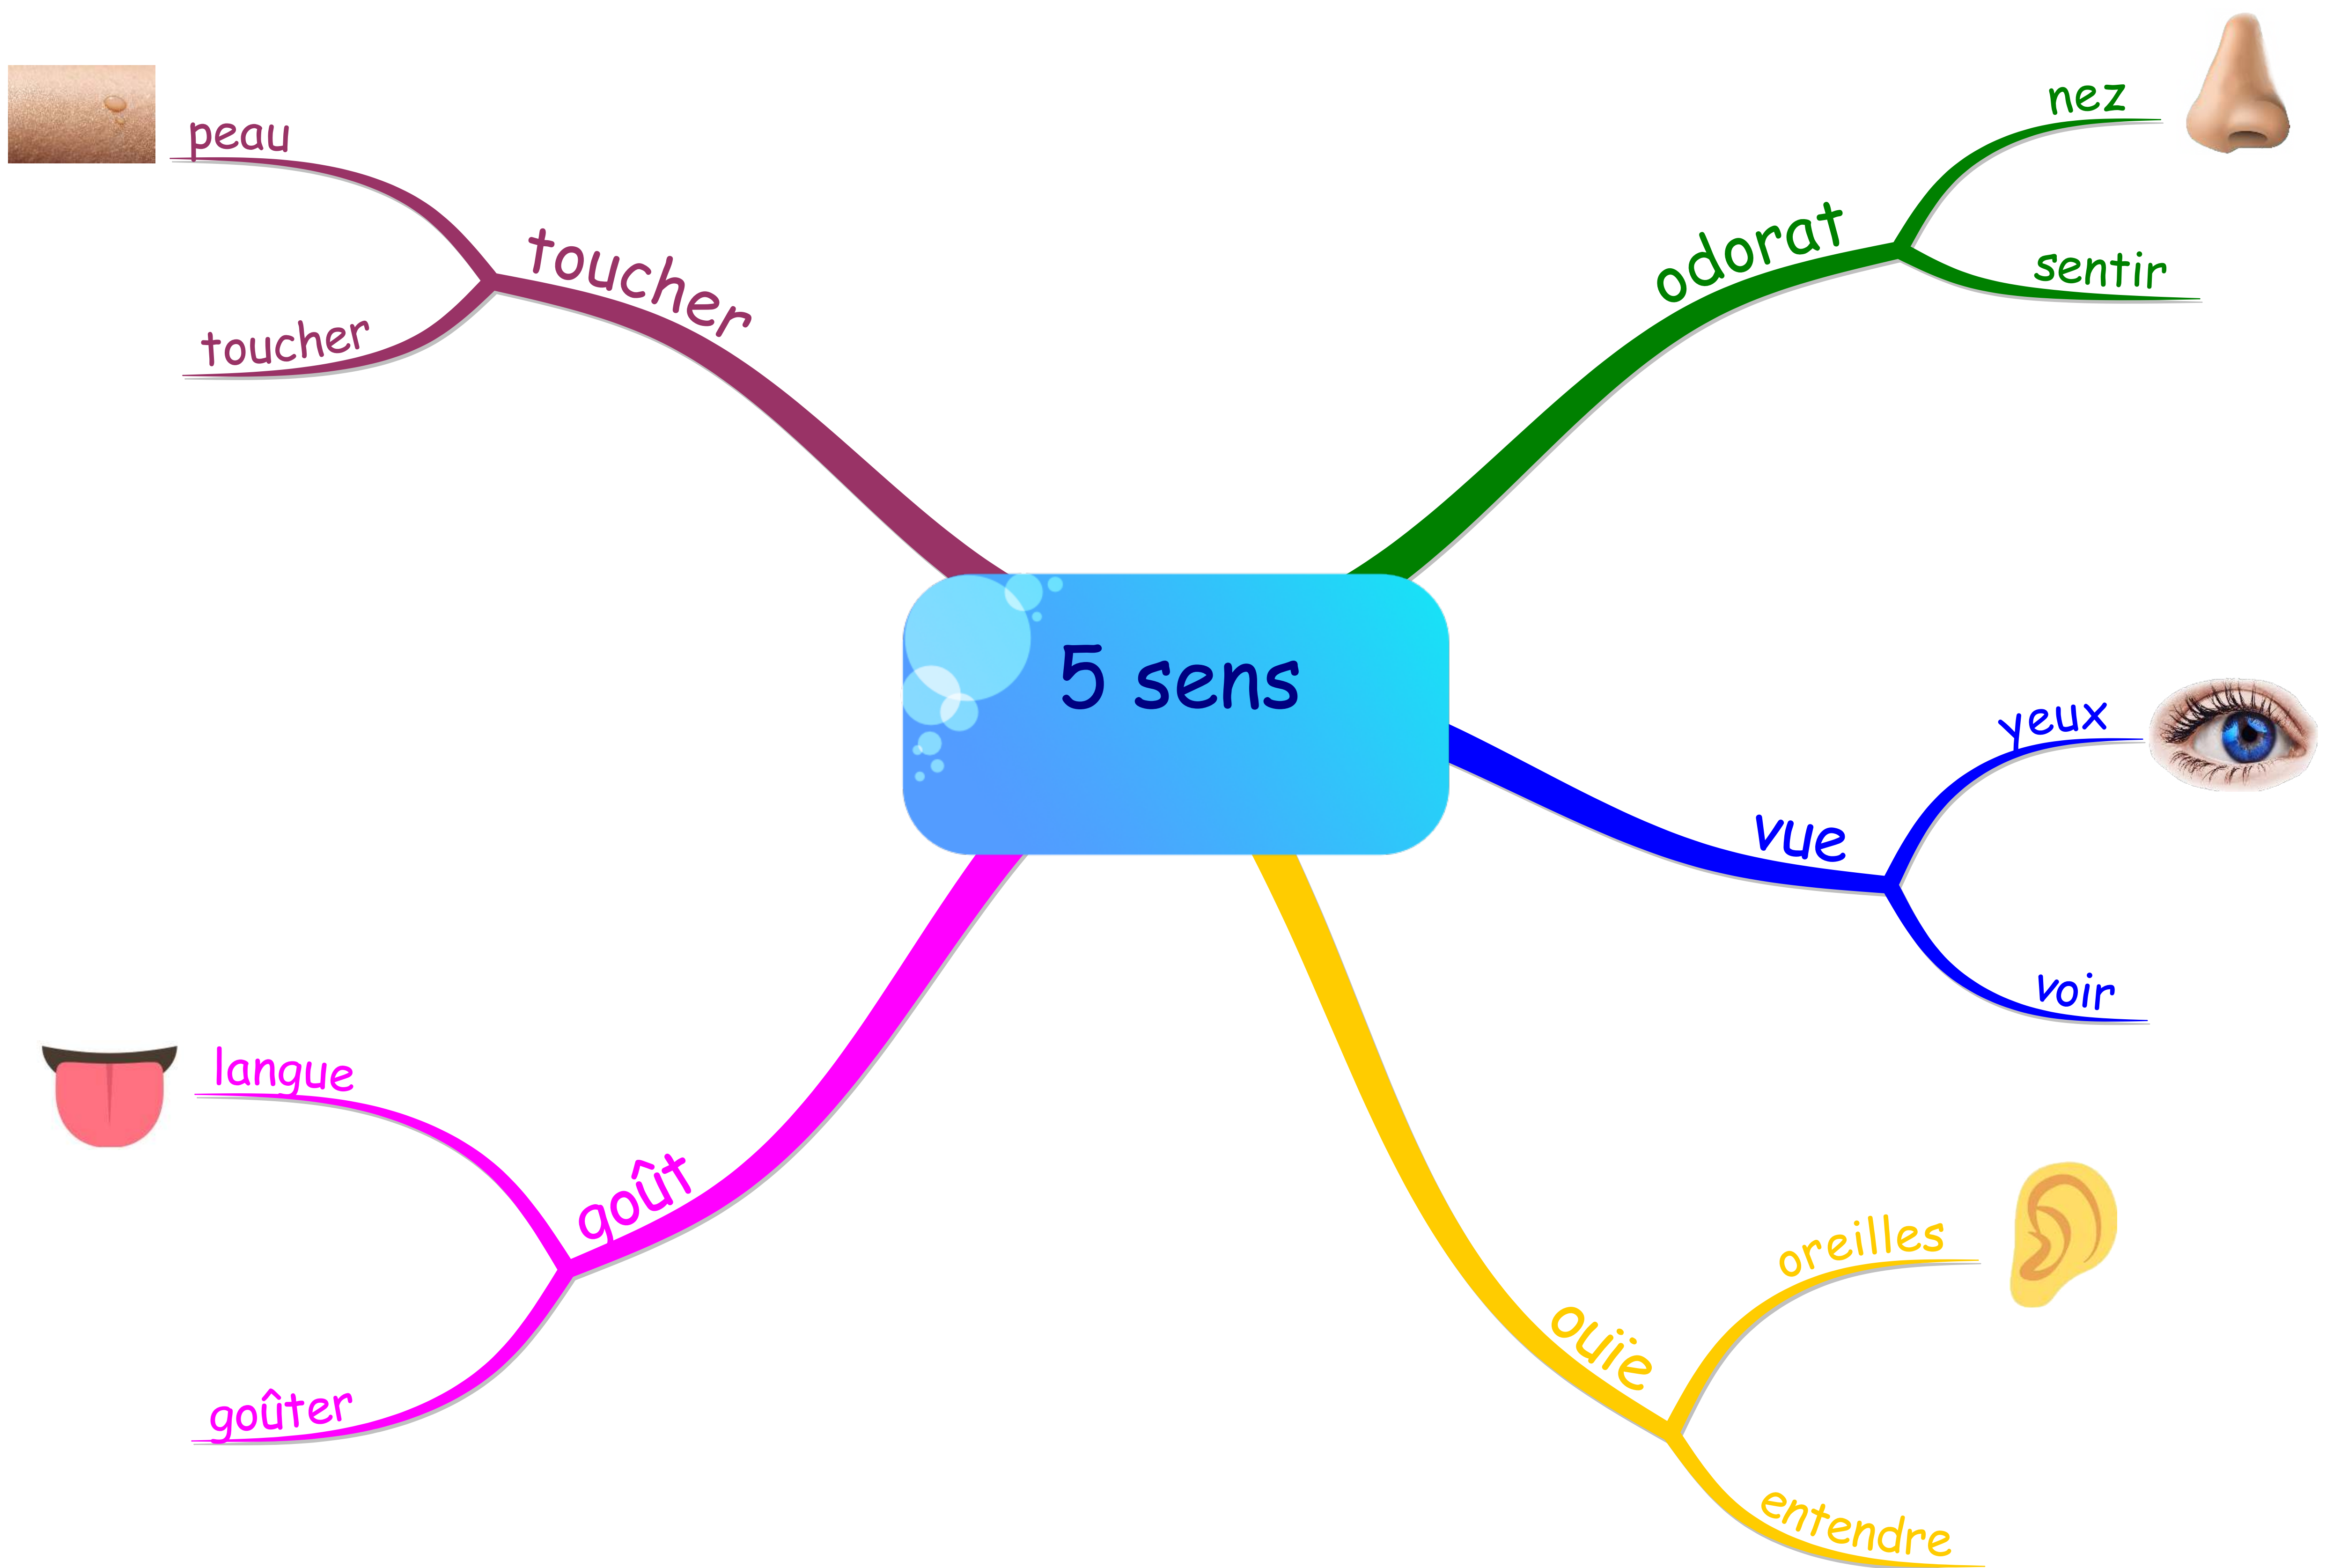 5 sens
odorat
nez
sentir
vue
yeux
voir
ouïe
oreilles
entendre
goût
langue
goûter
toucher
peau
toucher